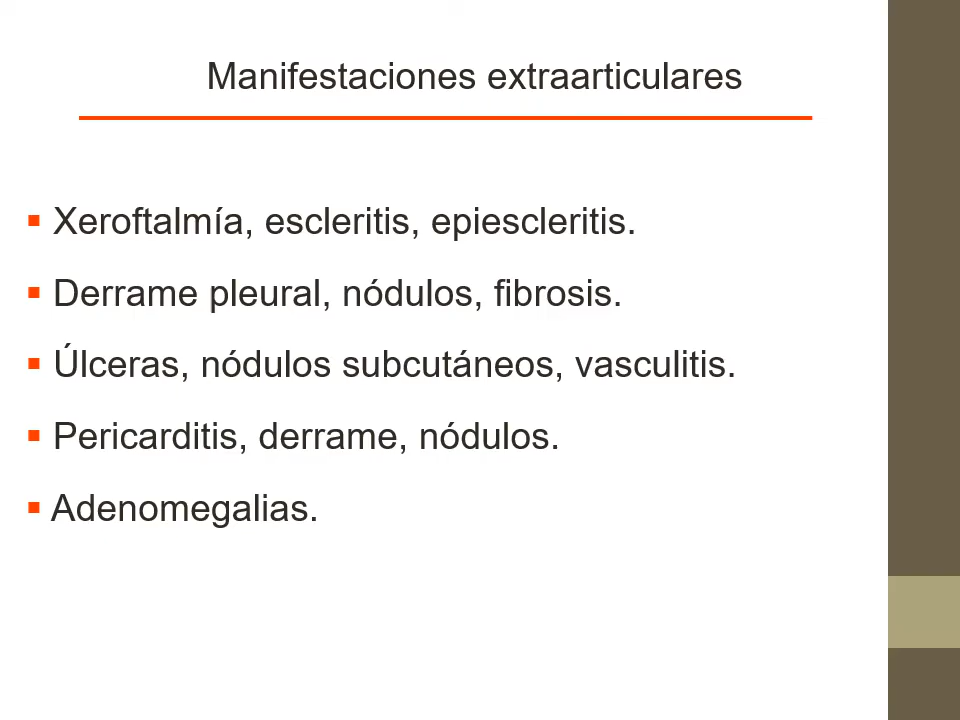 Manifestaciones extraarticulares
▪ Xeroftalmía, escleritis, epiescleritis.
▪ Derrame pleural, nódulos, fibrosis.
▪ Úlceras, nódulos subcutáneos, vasculitis.
▪ Pericarditis, derrame, nódulos.
▪ Adenomegalias.